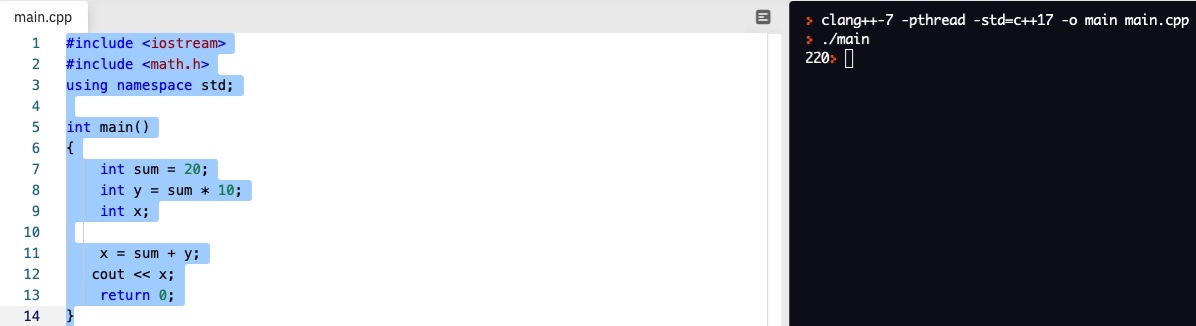 main.cpp
1 #include <iostream>
2 #include <math.h>
3 using namespace std;
4
5 int main()
6 {
7     int sum = 20;
8     int y = sum * 10;
9     int x;
10
11     x = sum + y;
12    cout << x;
13     return 0;
14 }
> clang++-7 -pthread -std=c++17 -o main main.cpp
> ./main
220>